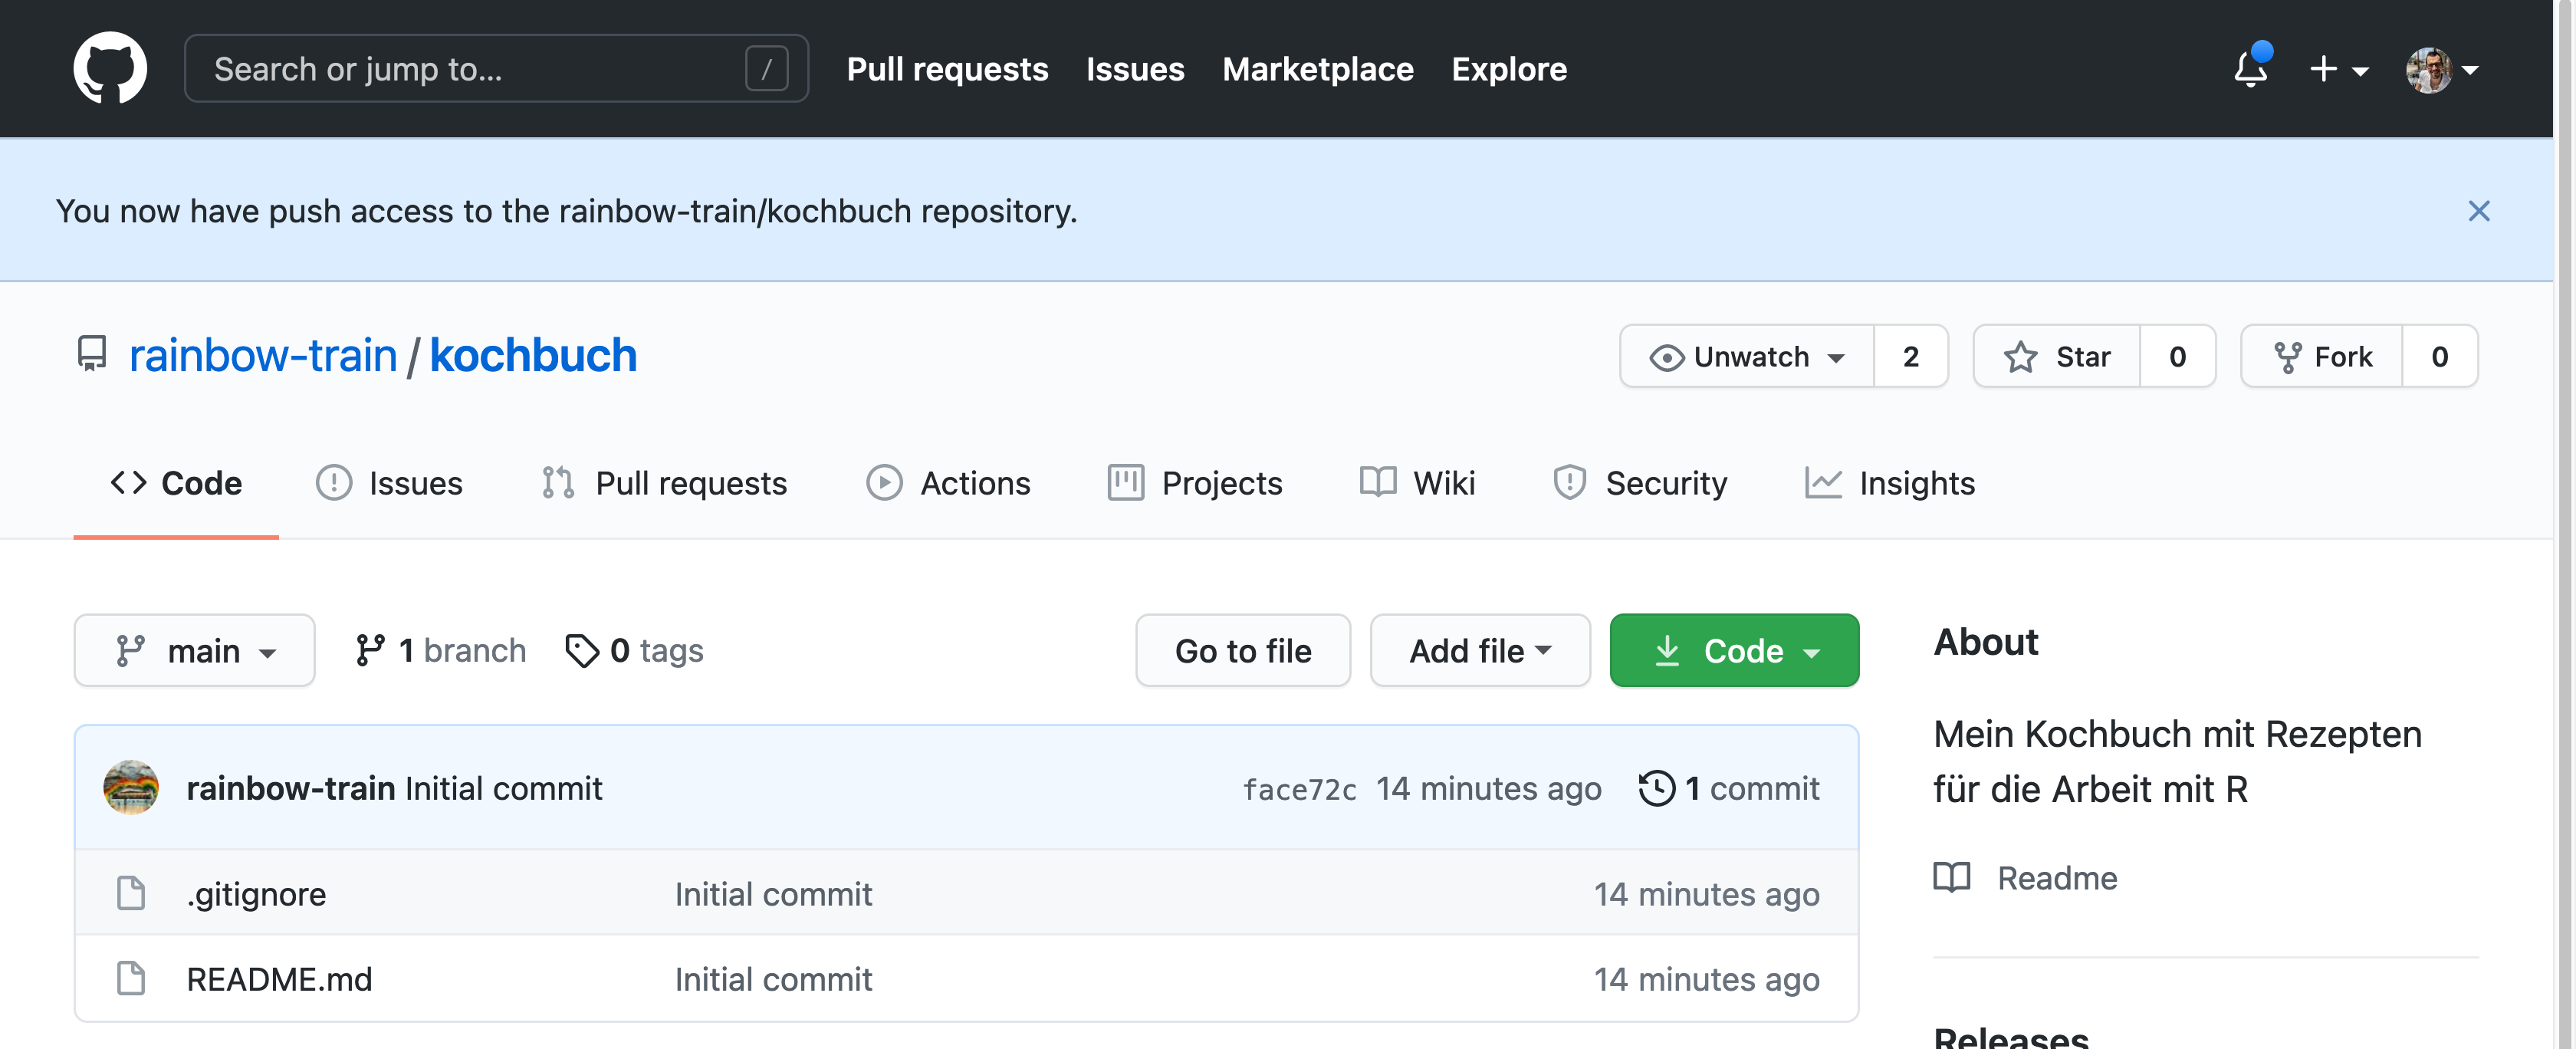 Search or jump to... / Pull requests Issues Marketplace Explore
You now have push access to the rainbow-train/kochbuch repository.
rainbow-train / kochbuch Unwatch 2 Star 0 Fork 0
Code Issues Pull requests Actions Projects Wiki Security Insights
main 1 branch 0 tags Go to file Add file Code
About
Mein Kochbuch mit Rezepten
für die Arbeit mit R
Readme
rainbow-train Initial commit face72c 14 minutes ago 1 commit
.gitignore Initial commit 14 minutes ago
README.md Initial commit 14 minutes ago
Releases